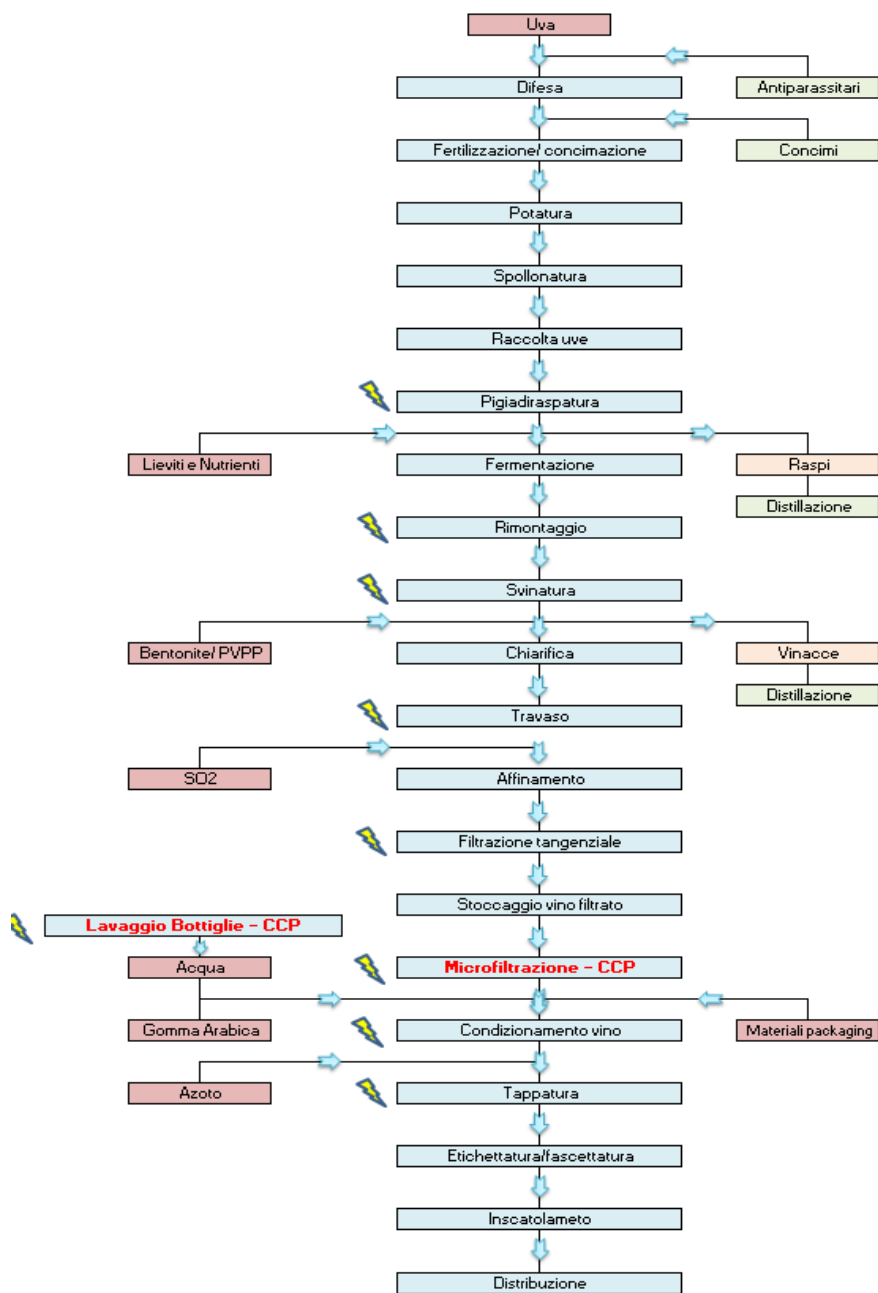 Uva
Difesa
Antiparassitari
Fertilizzazione/ concimazione
Concimi
Potatura
Spollonatura
Raccolta uve
Pigiadiraspatura
Lieviti e Nutrienti
Fermentazione
Raspi
Distillazione
Rimontaggio
Svinatura
Bentonite/ PVPP
Chiarifica
Vinacce
Distillazione
Travaso
SO2
Affinamento
Filtrazione tangenziale
Stoccaggio vino filtrato
Lavaggio Bottiglie – CCP
Acqua
Microfiltrazione – CCP
Gomma Arabica
Condizionamento vino
Materiali packaging
Azoto
Tappatura
Etichettatura/fascettatura
Inscatolameto
Distribuzione